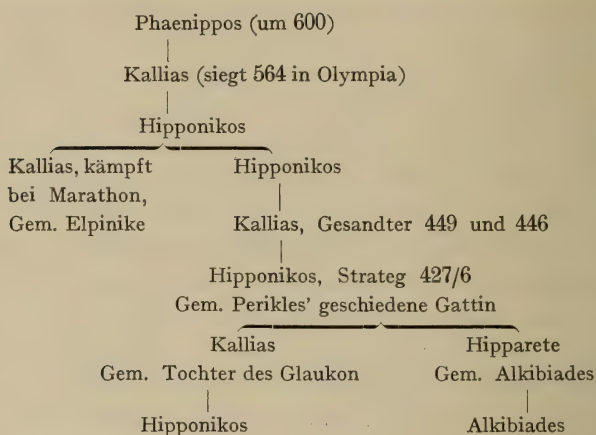 Phaenippos (um 600)
Kallias (siegt 564 in Olympia)
Hipponikos
Kallias, kämpft Hipponikos
bei Marathon,
Gem. Elpinike Kallias, Gesandter 449 und 446
Hipponikos, Strateg 427/6
Gem. Perikles' geschiedene Gattin
Kallias Hipparete
Gem. Tochter des Glaukon Gem. Alkibiades
Hipponikos Alkibiades